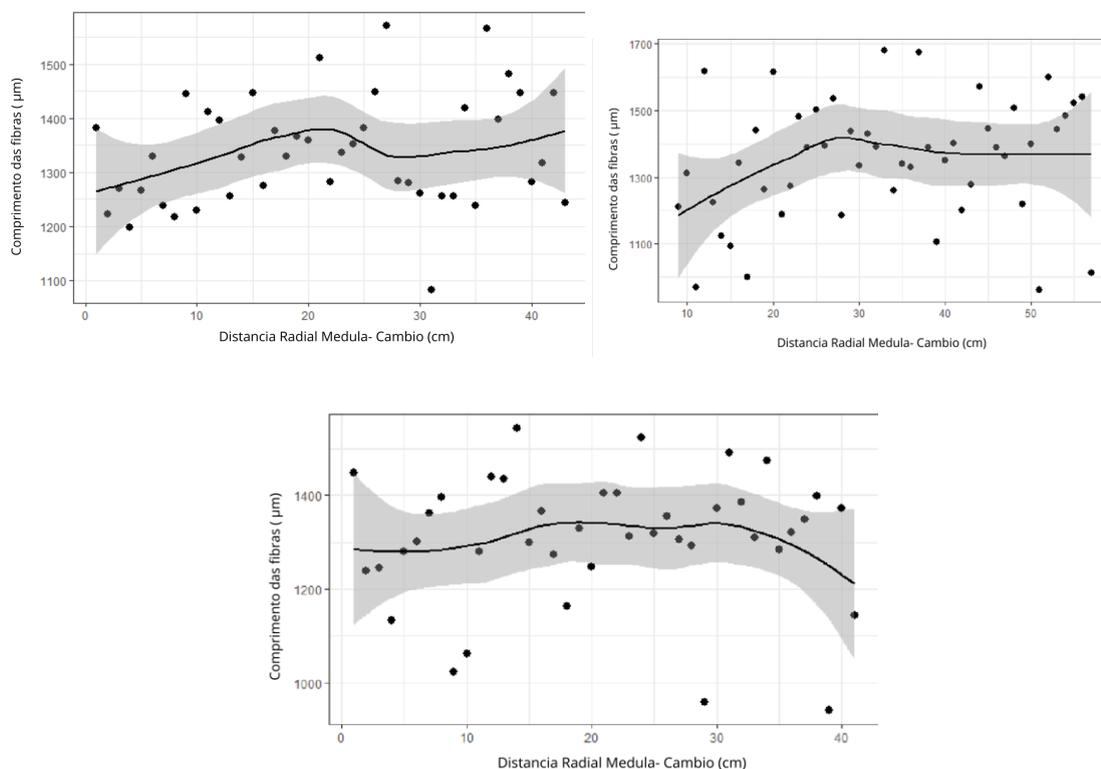 1500
1400
1300
1200
1100
Comprimento das fibras ( µm)
0 10 20 30 40
Distancia Radial Medula- Cambio (cm)
1700
1500
1300
1100
Comprimento das fibras ( µm)
10 20 30 40 50
Distancia Radial Medula- Cambio (cm)
1400
1200
1000
Comprimento das fibras ( µm)
0 10 20 30 40
Distancia Radial Medula- Cambio (cm)